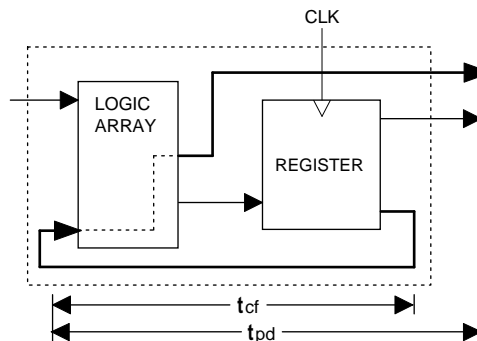 CLK
LOGIC
ARRAY
REGISTER
tcf
tpd